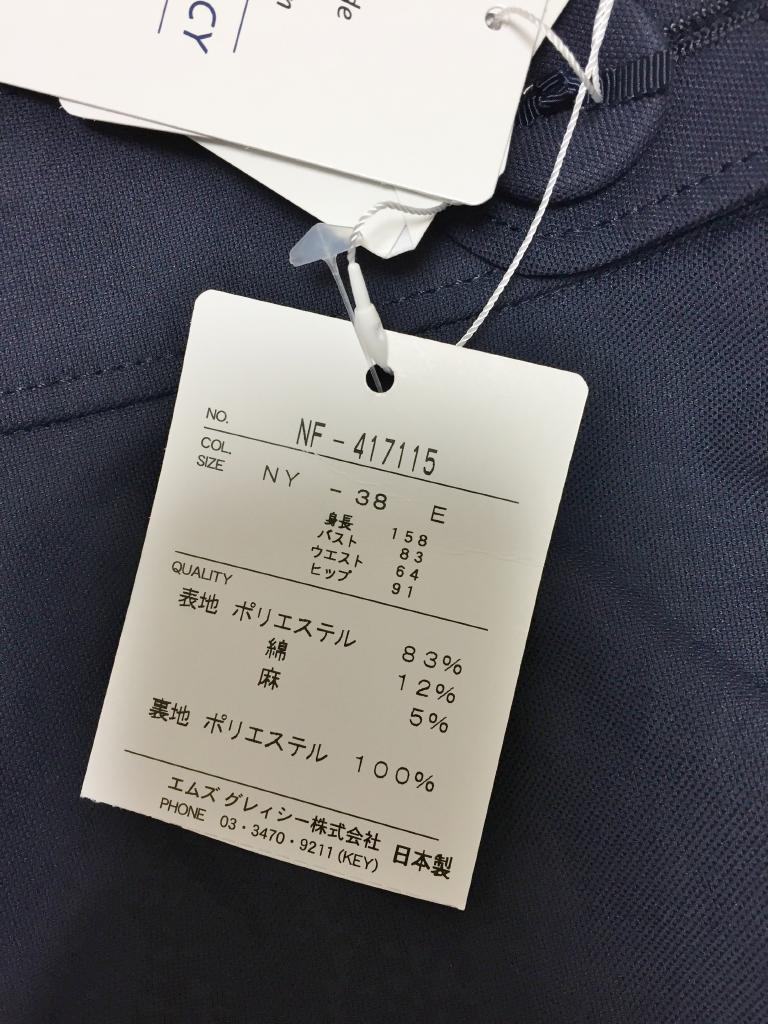 de
n
CY
NO. NF-417115
COL. NY
SIZE -38 E
身長 158
バスト 83
ウエスト 64
ヒップ 91
QUALITY
表地 ポリエステル 83%
綿 12%
麻 5%
裏地 ポリエステル 100%
エムズ グレィシー株式会社
PHONE 03・3470・9211(KEY) 日本製